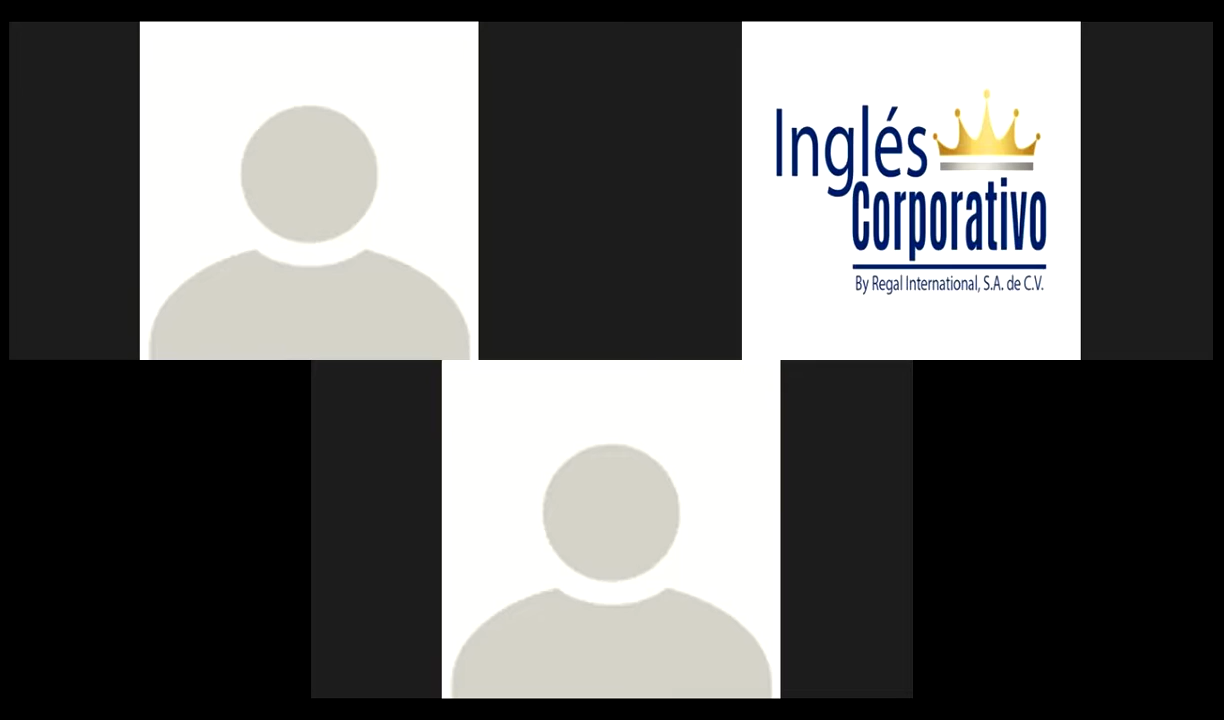 Inglés
Corporativo
By Regal International, S.A. de C.V.